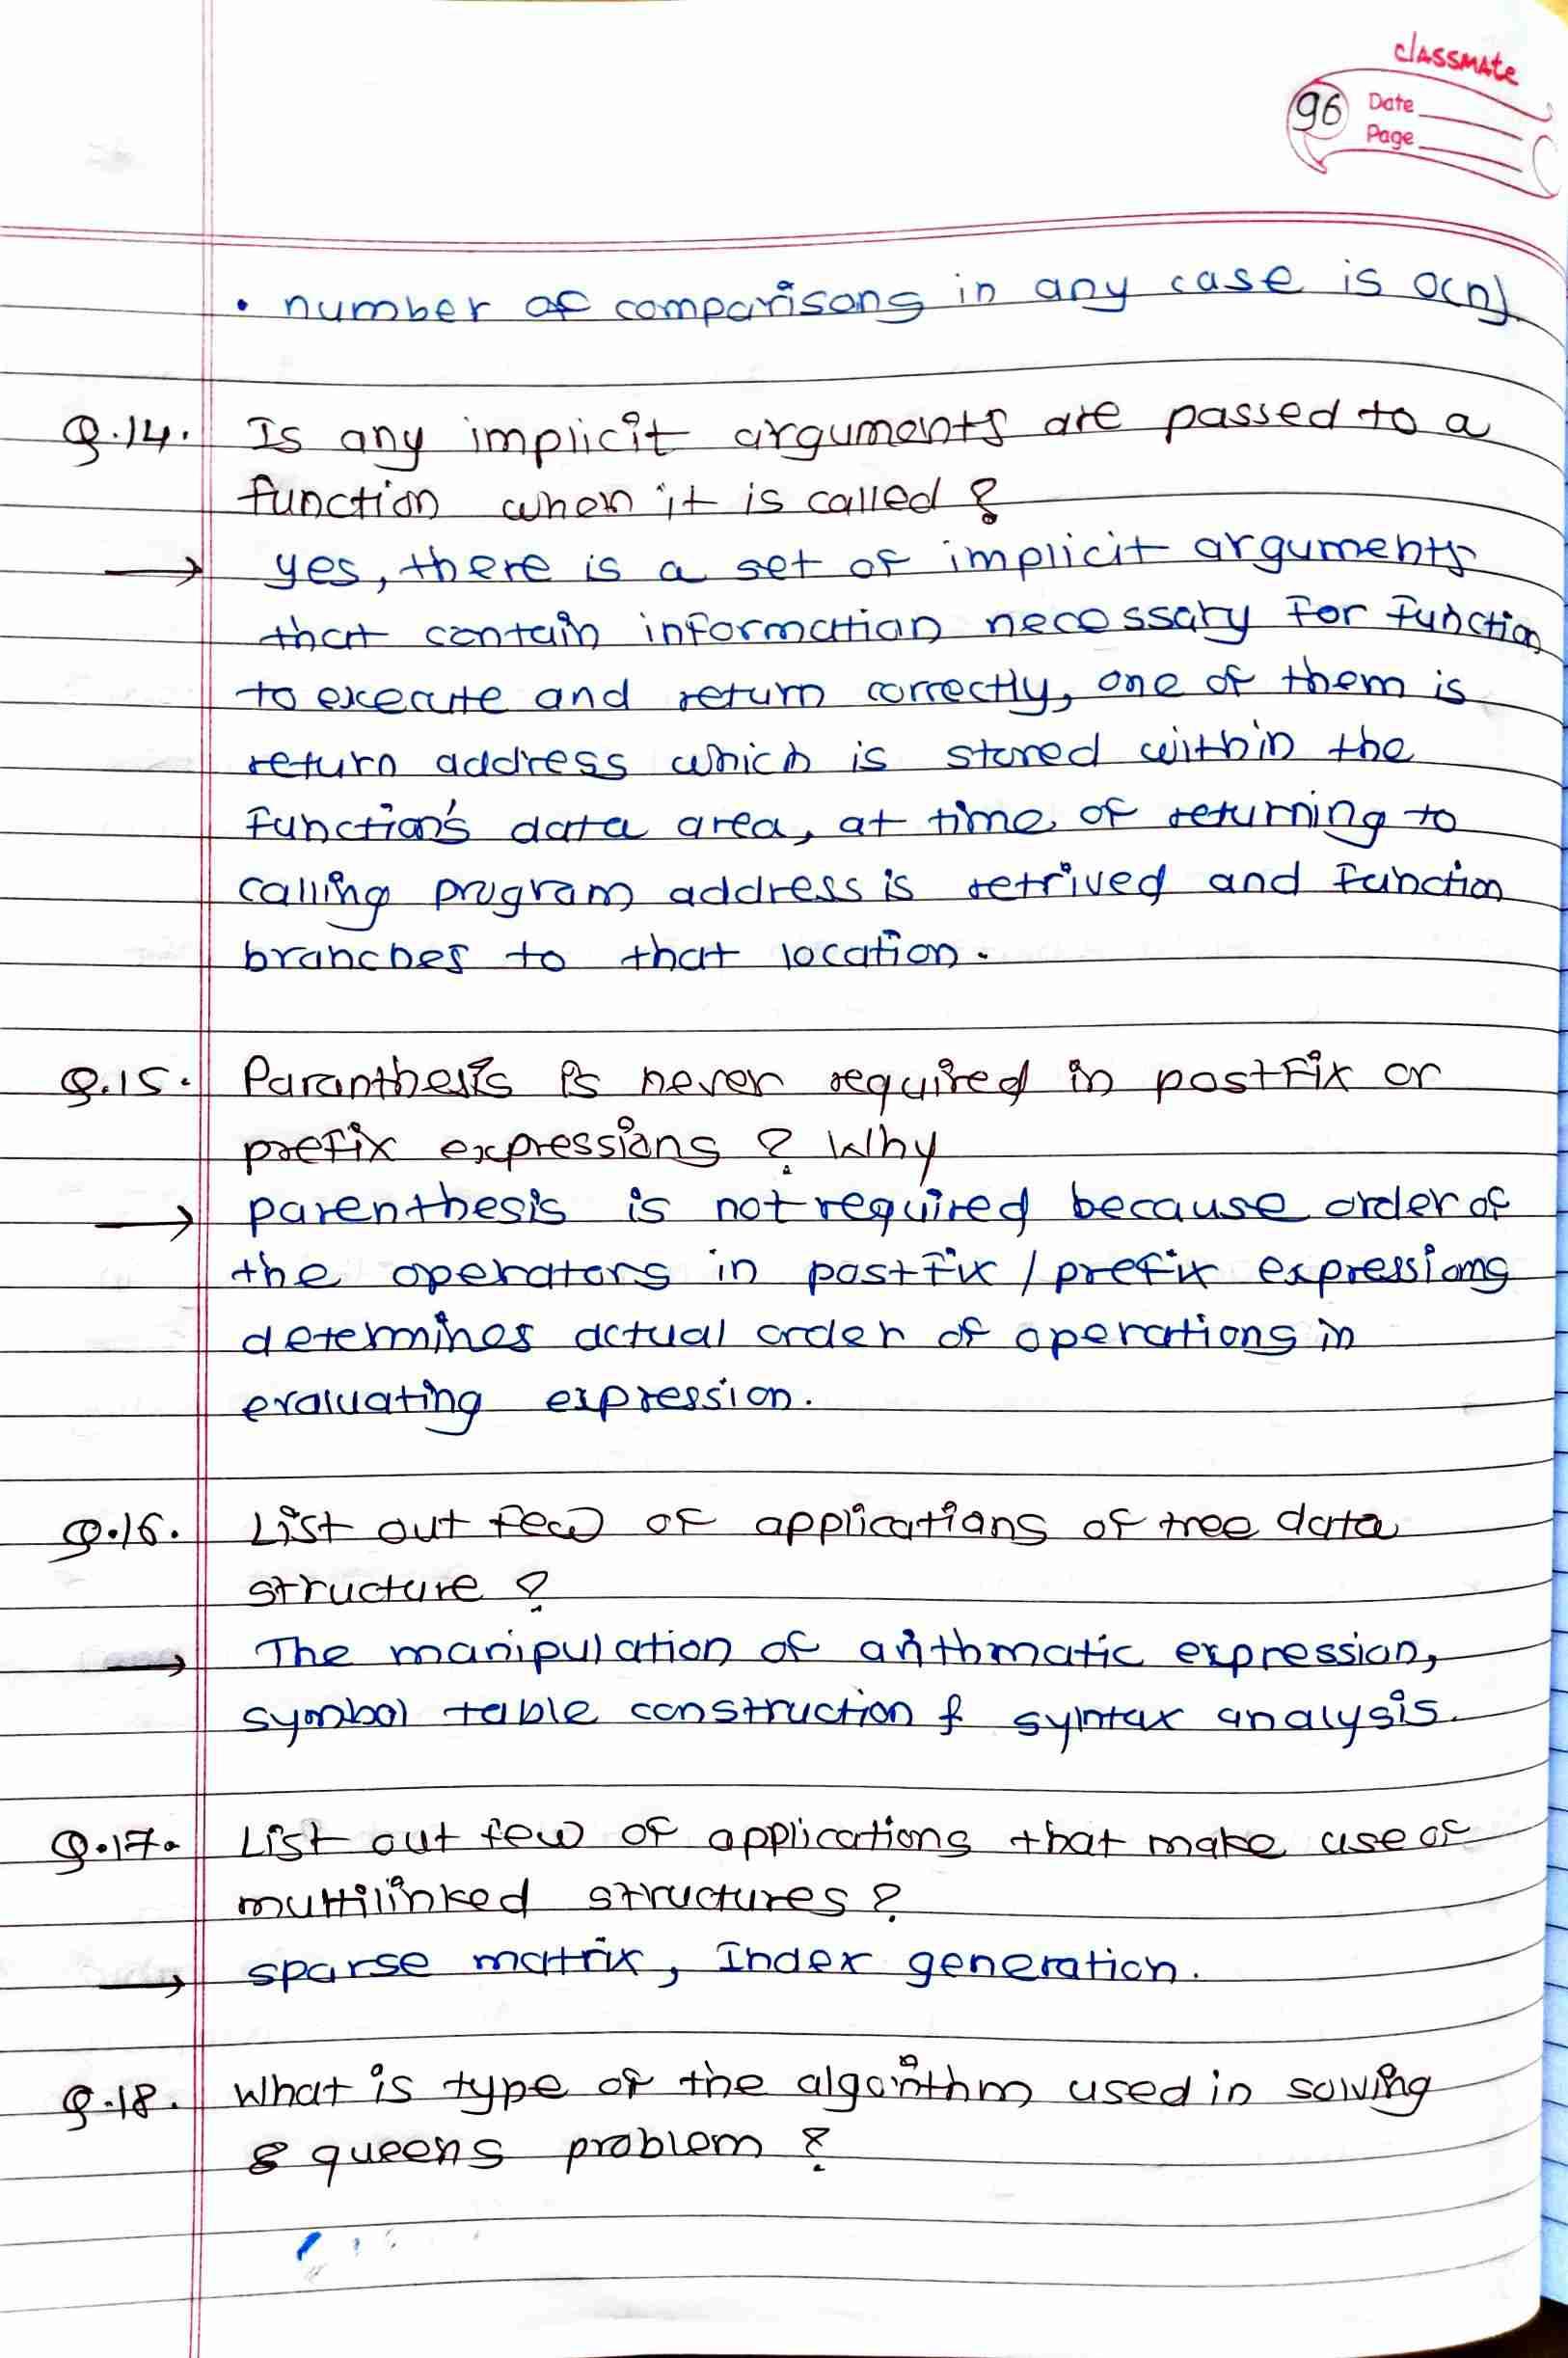 classmate
96
Date
Page
• number of comparisons in any case is O(n)
Q.14. Is any implicit arguments are passed to a
function when it is called ?
→ yes, there is a set of implicit arguments
that contain information necessary for function
to execute and return correctly, one of them is
return address which is stored within the
function's data area, at time of returning to
calling program address is retrived and function
branches to that location.
Q.15. Paranthesis is never required in postfix or
prefix expressions ? Why
→ parenthesis is not required because order of
the operators in postfix / prefix expressions
determines actual order of operations in
evaluating expression.
Q.16. List out few of applications of tree data
structure ?
→ The manipulation of arithmatic expression,
symbol table construction & syntax analysis.
Q.17. List out few of applications that make use of
multilinked structures ?
→ sparse matrix, Index generation.
Q.18. What is type of the algorithm used in solving
8 queens problem ?